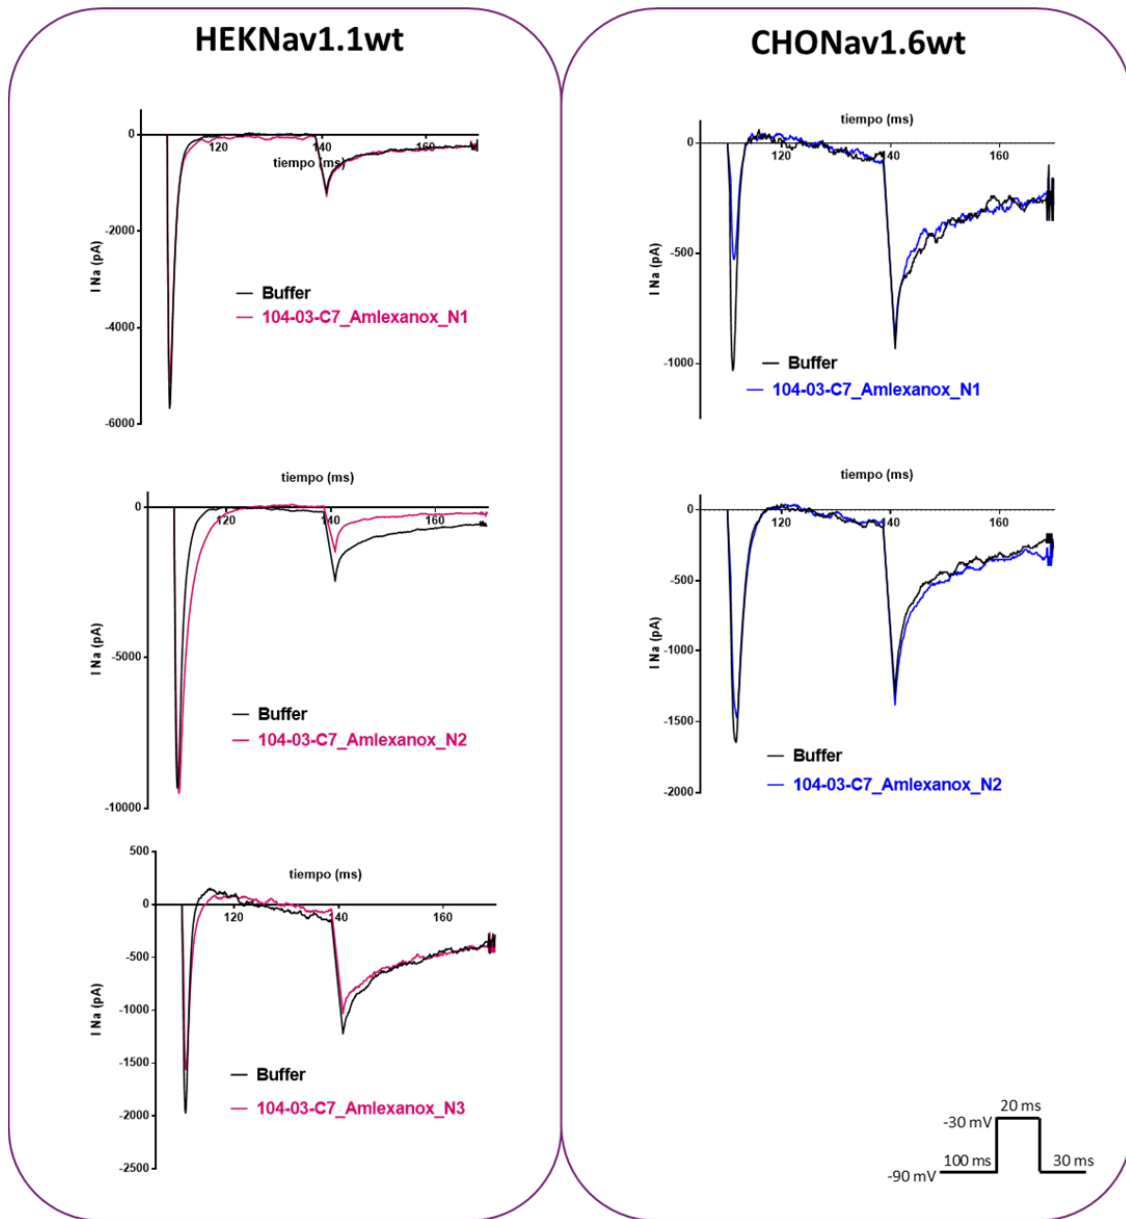 HEKNav1.1wt
0
120
140
160
tiempo (ms)
-2000
-4000
-6000
I Na (pA)
Buffer
104-03-C7_Amlexanox_N1
tiempo (ms)
0
120
140
160
-5000
-10000
I Na (pA)
Buffer
104-03-C7_Amlexanox_N2
500
tiempo (ms)
0
120
140
160
-500
-1000
-1500
-2000
-2500
I Na (pA)
Buffer
104-03-C7_Amlexanox_N3
CHONav1.6wt
tiempo (ms)
0
120
140
160
-500
-1000
I Na (pA)
Buffer
104-03-C7_Amlexanox_N1
tiempo (ms)
0
120
140
160
-500
-1000
-1500
-2000
I Na (pA)
Buffer
104-03-C7_Amlexanox_N2
20 ms
-30 mV
100 ms
30 ms
-90 mV